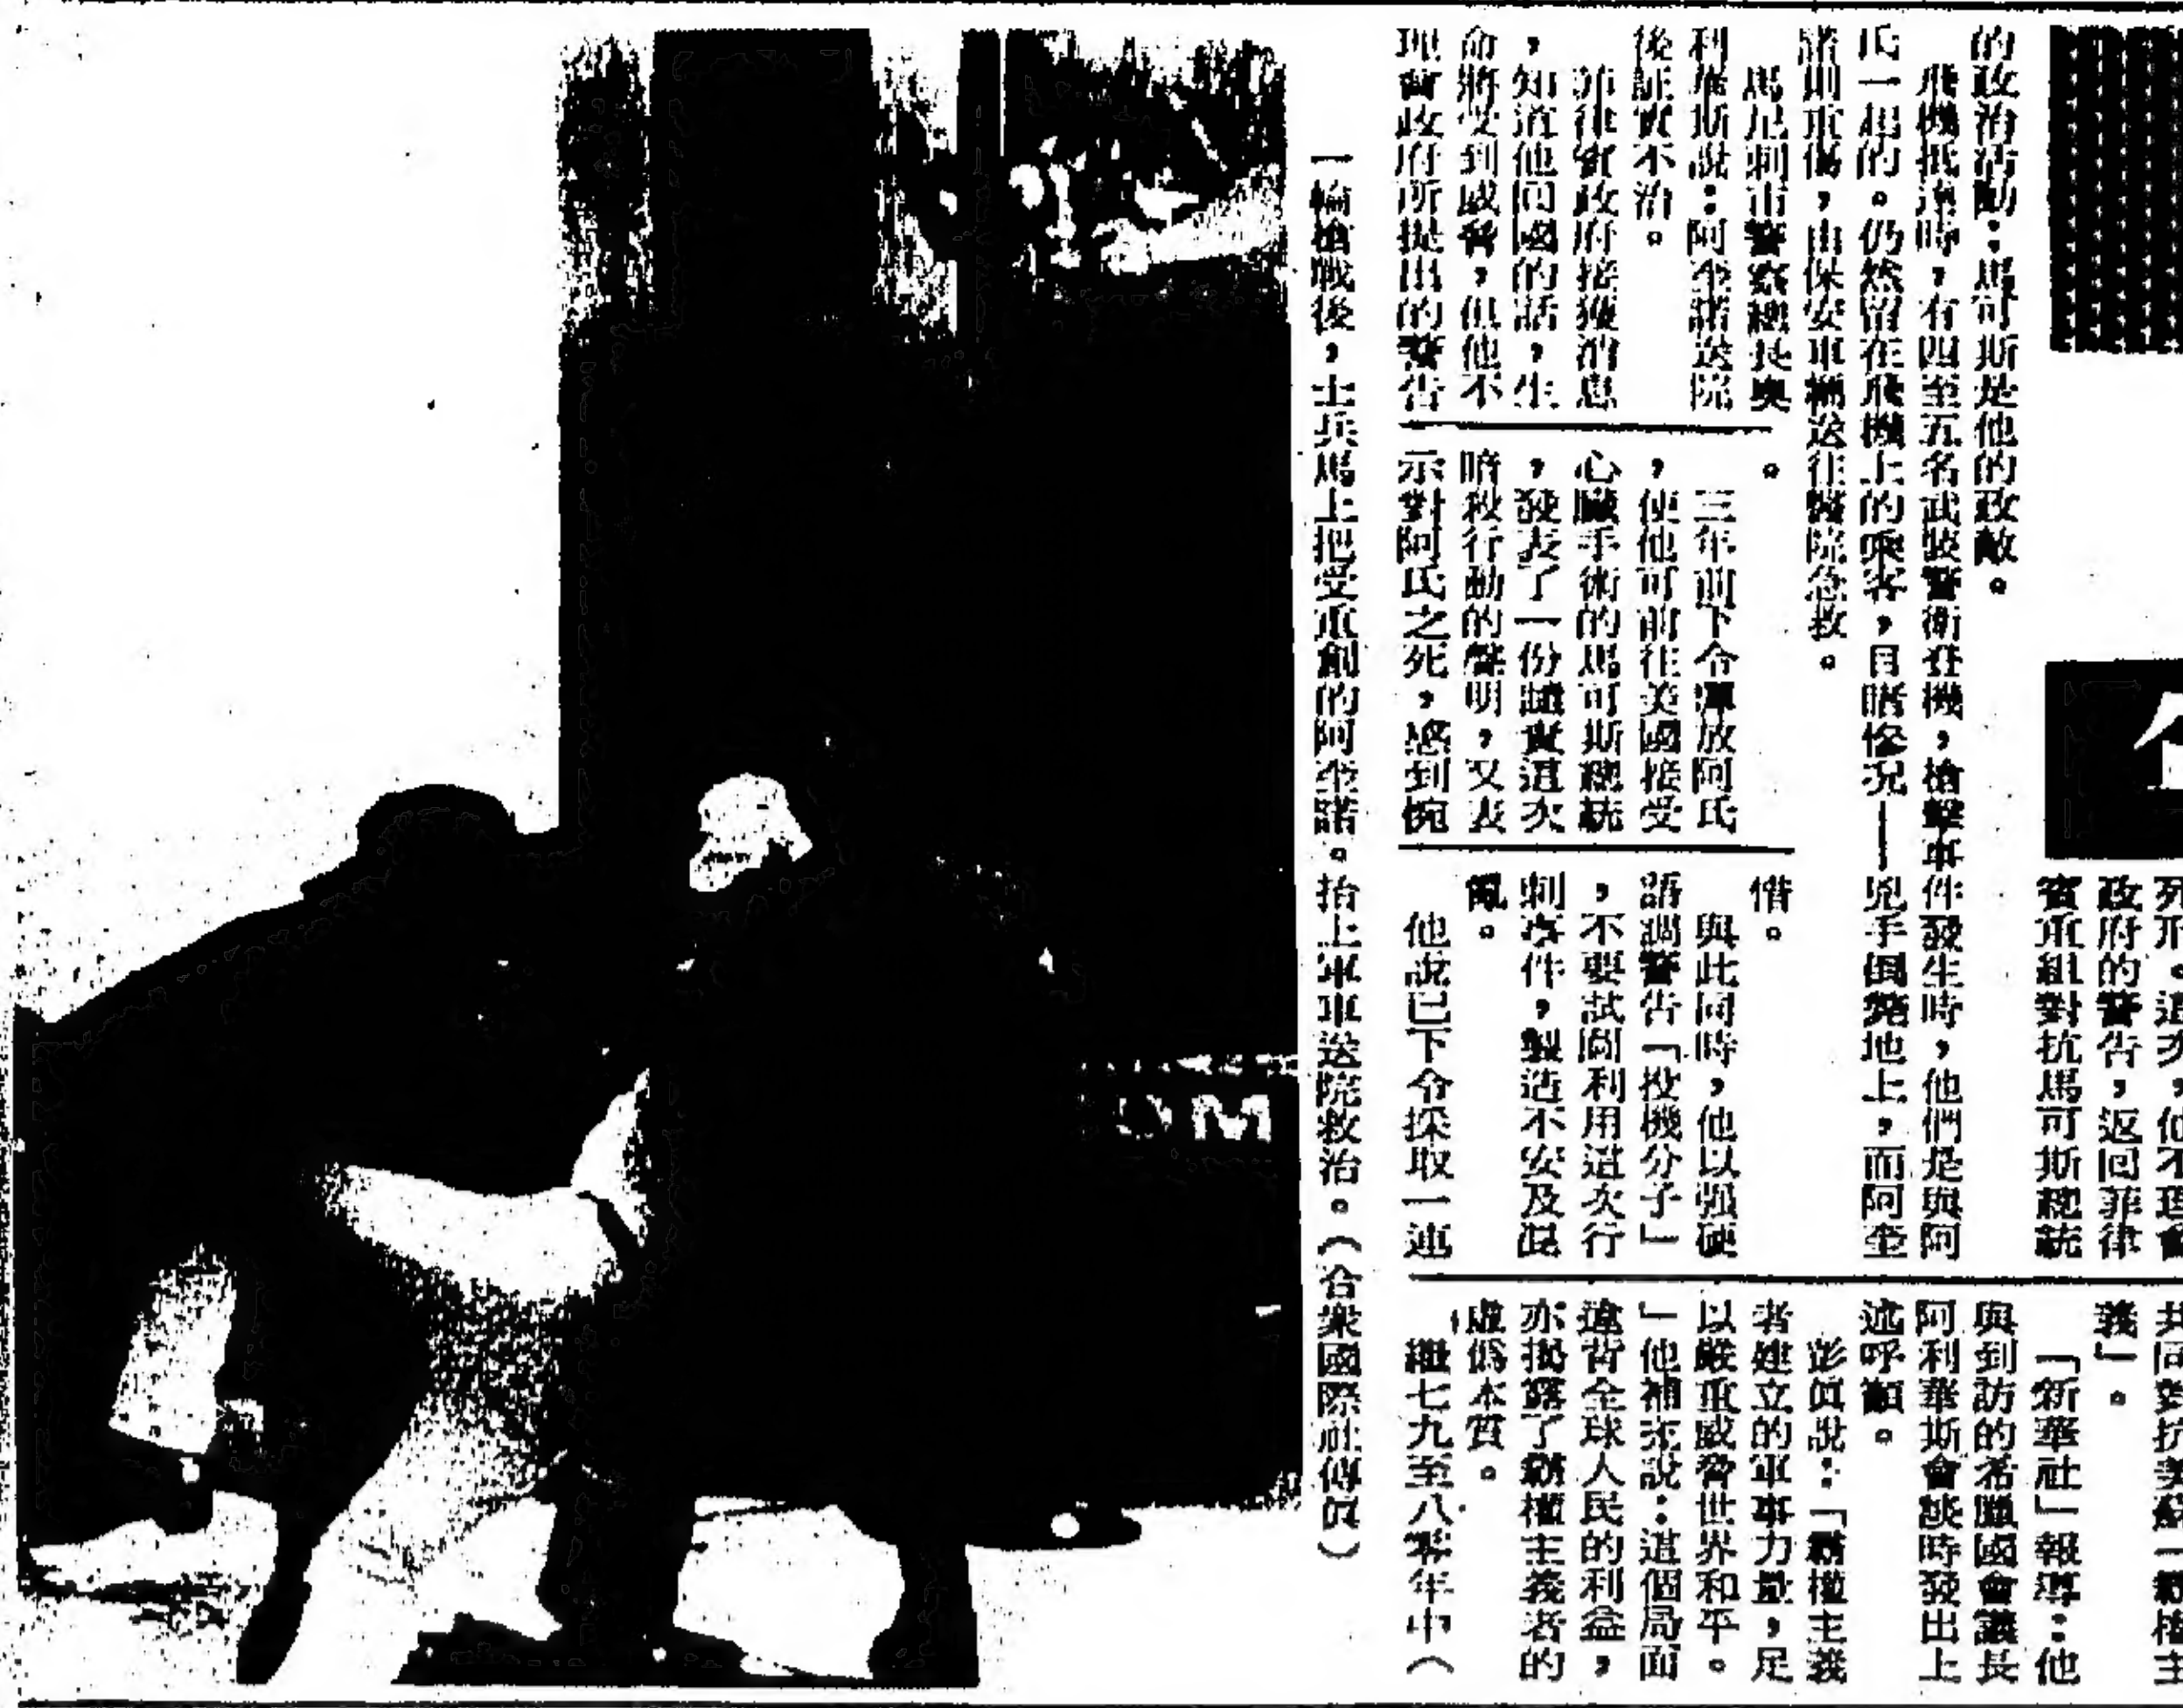 的政治活動；馬可斯是他的政敵。
飛機抵達時，有四至五名武裝警衛登機，槍擊事件發生時，他們是與阿
氏一起的。仍然留在飛機上的乘客，目睹慘況——兇手倒斃地上，而阿奎
諾則重傷，由保安車輛送往醫院急救。
馬尼剌市警察總長奧
利華斯說：阿奎諾送院
後証實不治。
菲律賓政府接獲消息
，知道他回國的話，生
命將受到威脅，但他不
理會政府所提出的警告
。
三年前下令釋放阿氏
，使他可前往美國接受
心臟手術的馬可斯總統
，發表了一份譴責這次
暗殺行動的聲明，又表
示對阿氏之死，感到惋
惜。
與此同時，他以強硬
語調警告「投機分子」
，不要試圖利用這次行
刺事件，製造不安及混
亂。
他說已下令採取一連
政府的警告，返回菲律
賓重組對抗馬可斯總統
共同對抗美蘇「霸權主
義」。
「新華社」報導：他
與到訪的希臘國會議長
阿利華斯會談時發出上
述呼籲。
彭眞說：「霸權主義
者建立的軍事力量，足
以嚴重威脅世界和平。
」他補充說：這個局面
違背全球人民的利益，
亦揭露了霸權主義者的
虛僞本質。
繼七九至八零年中（
一輪槍戰後，士兵馬上把受重創的阿奎諾。抬上軍車送院救治。（合衆國際社傳眞）
OM